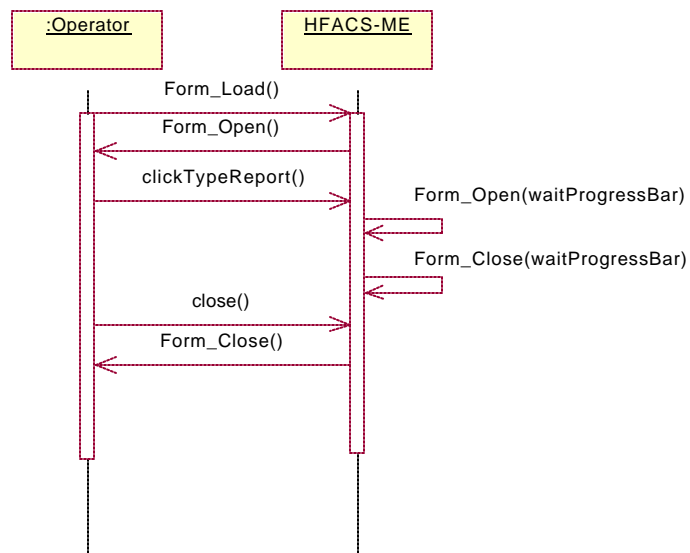 :Operator
HFACS-ME
Form_Load()
Form_Open()
clickTypeReport()
Form_Open(waitProgressBar)
Form_Close(waitProgressBar)
close()
Form_Close()